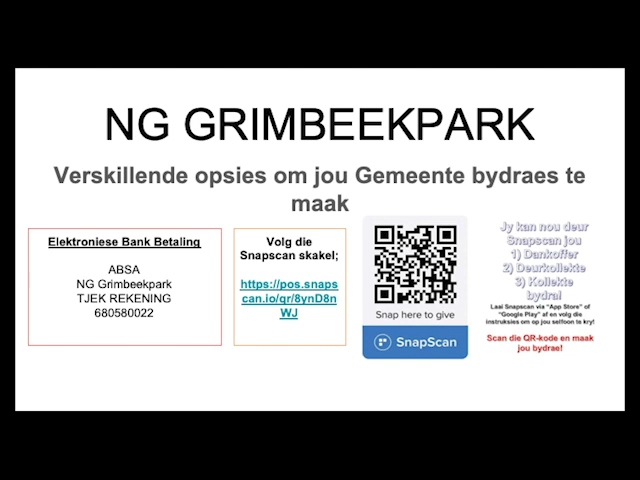 NG GRIMBEEKPARK
Verskillende opsies om jou Gemeente bydraes te
maak
Elektroniese Bank Betaling
ABSA
NG Grimbeekpark
TJEK REKENING
680580022
Volg die
Snapscan skakel;
https://pos.snaps
can.io/qr/8ynD8n
WJ
Snap here to give
SnapScan
Jy kan nou deur
Snapscan jou
1) Dankoffer
2) Deurkollekte
3) Kollekte
bydra!
Laai Snapscan via "App Store" of
"Google Play" af en volg die
instruksies om op jou selfoon te kry!
Scan die QR-kode en maak
jou bydrae!